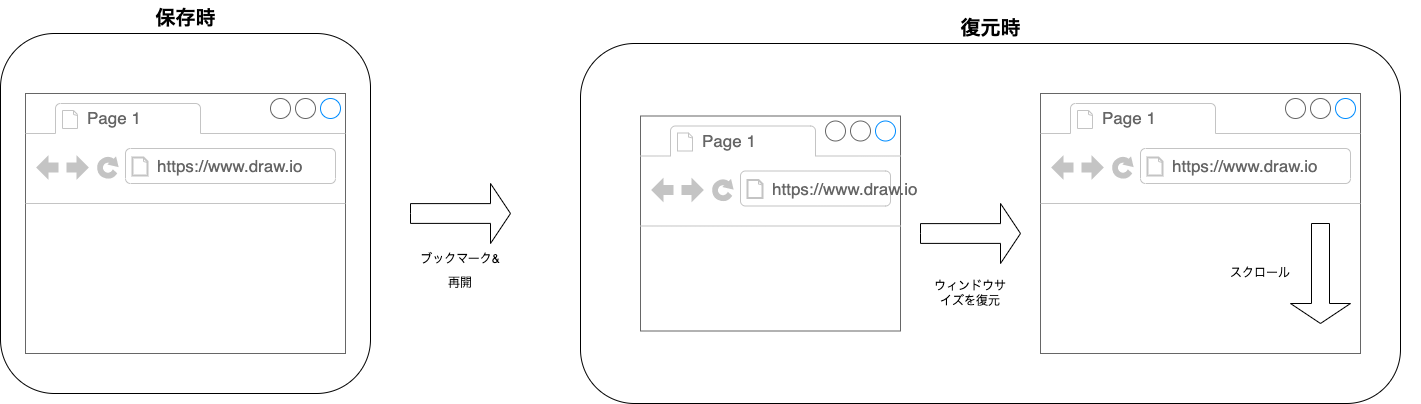 保存時
Page 1
https://www.draw.io
ブックマーク&
再開
復元時
Page 1
https://www.draw.io
ウィンドウサ
イズを復元
Page 1
https://www.draw.io
スクロール